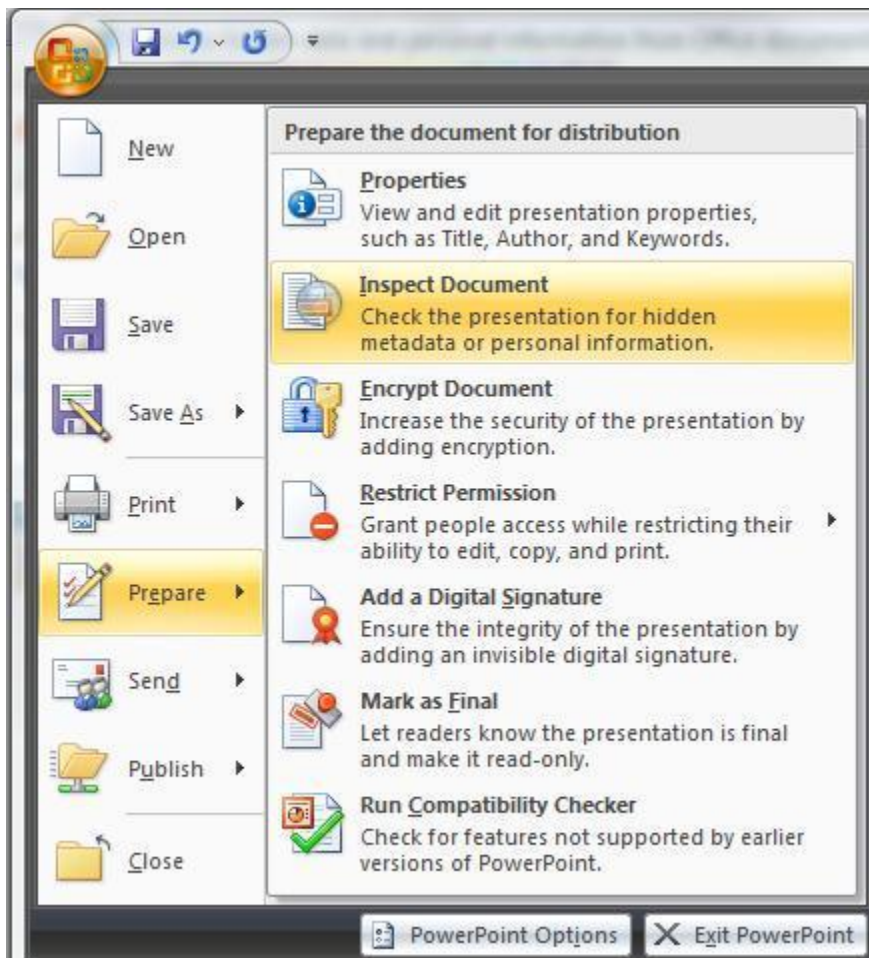 New
Open
Save
Save As
Print
Prepare
Send
Publish
Close
Prepare the document for distribution
Properties
View and edit presentation properties,
such as Title, Author, and Keywords.
Inspect Document
Check the presentation for hidden
metadata or personal information.
Encrypt Document
Increase the security of the presentation by
adding encryption.
Restrict Permission
Grant people access while restricting their
ability to edit, copy, and print.
Add a Digital Signature
Ensure the integrity of the presentation by
adding an invisible digital signature.
Mark as Final
Let readers know the presentation is final
and make it read-only.
Run Compatibility Checker
Check for features not supported by earlier
versions of PowerPoint.
PowerPoint Options
Exit PowerPoint